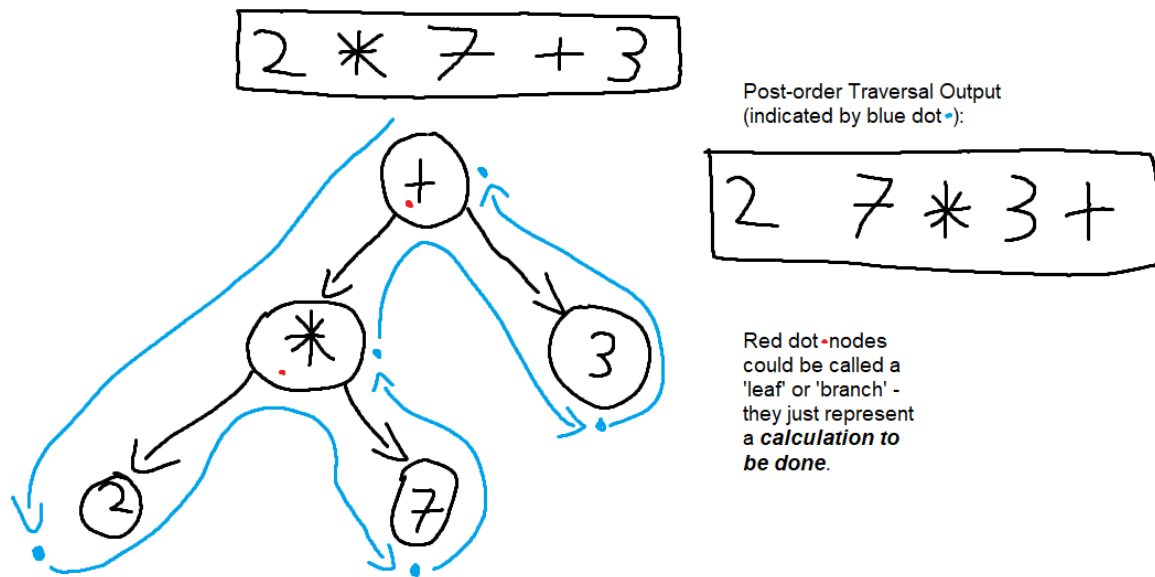 2 * 7 + 3
Post-order Traversal Output
(indicated by blue dot •):
+
2 7 * 3 +
*
3
Red dot •nodes
could be called a
'leaf' or 'branch' -
they just represent
a calculation to
be done.
2
7